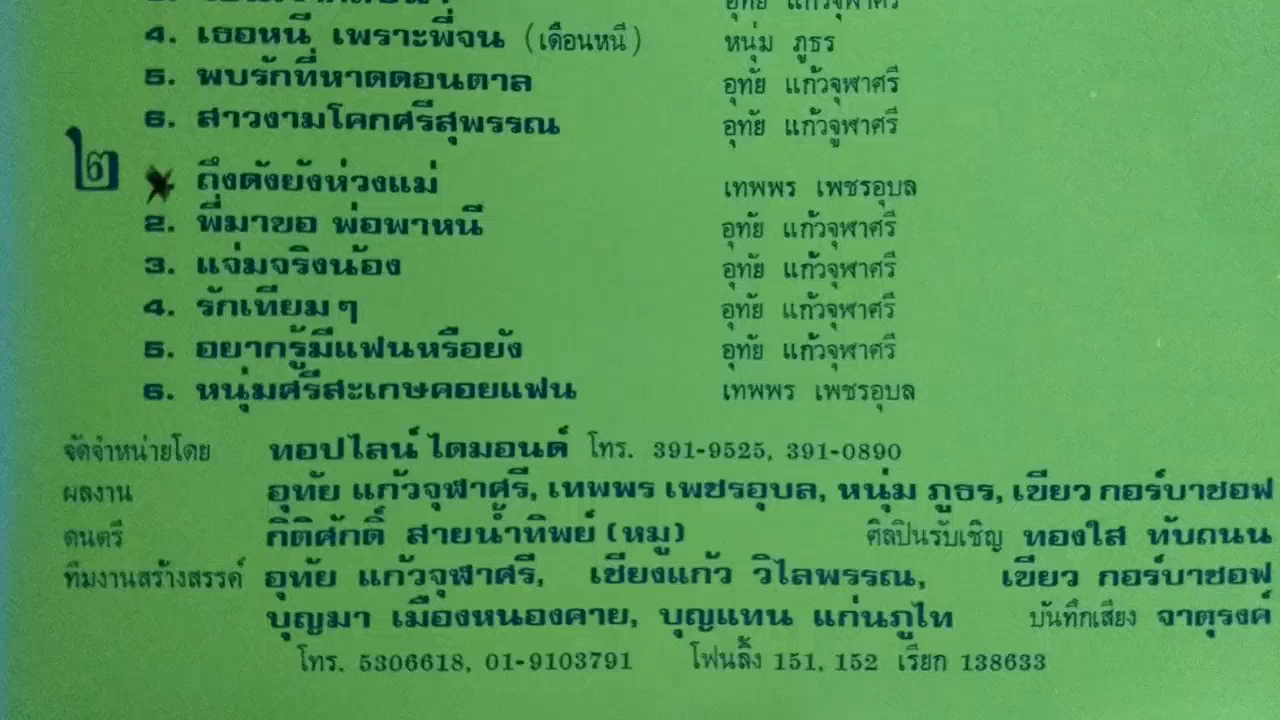 อุทัย แก้วจุฬาศรี
4. เธอหนี เพราะพี่จน (เดือนหนี) หนุ่ม ภูธร
5. พบรักที่หาดดอนตาล อุทัย แก้วจุฬาศรี
6. สาวงามโคกศรีสุพรรณ อุทัย แก้วจูฬาศรี
๒ ถึงดังยังห่วงแม่ เทพพร เพชรอุบล
2. พี่มาขอ พ่อพาหนี อุทัย แก้วจุฬาศรี
3. แจ่มจริงน้อง อุทัย แก้วจุฬาศรี
4. รักเทียมๆ อุทัย แก้วจุฬาศรี
5. อยากรู้มีแฟนหรือยัง อุทัย แก้วจุฬาศรี
6. หนุ่มศรีสะเกษคอยแฟน เทพพร เพชรอุบล
จัดจำหน่ายโดย ทอปไลน์ ไดมอนด์ โทร. 391-9525, 391-0890
ผลงาน อุทัย แก้วจุฬาศรี, เทพพร เพชรอุบล, หนุ่ม ภูธร, เขียว กอร์บาชอฟ
ดนตรี กิติศักดิ์ สายน้ำทิพย์ (หมู) ศิลปินรับเชิญ ทองใส ทับถนน
ทีมงานสร้างสรรค์ อุทัย แก้วจุฬาศรี, เชียงแก้ว วิไลพรรณ, เขียว กอร์บาชอฟ
บุญมา เมืองหนองคาย, บุญแทน แก่นภูไท บันทึกเสียง จาตุรงค์
โทร. 5306618, 01-9103791 โฟนลิ้ง 151, 152 เรียก 138633